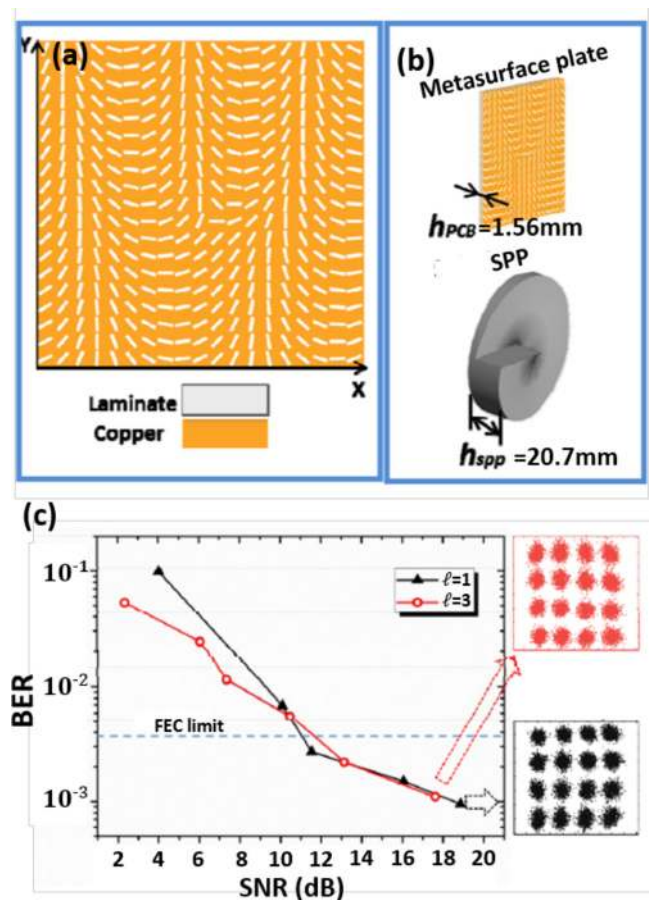 (a)
Y
X
Laminate
Copper
(b)
Metasurface plate
hPCB=1.56mm
SPP
hspp =20.7mm
(c)
BER
10⁻¹
10⁻²
10⁻³
ℓ=1
ℓ=3
FEC limit
2 4 6 8 10 12 14 16 18 20
SNR (dB)